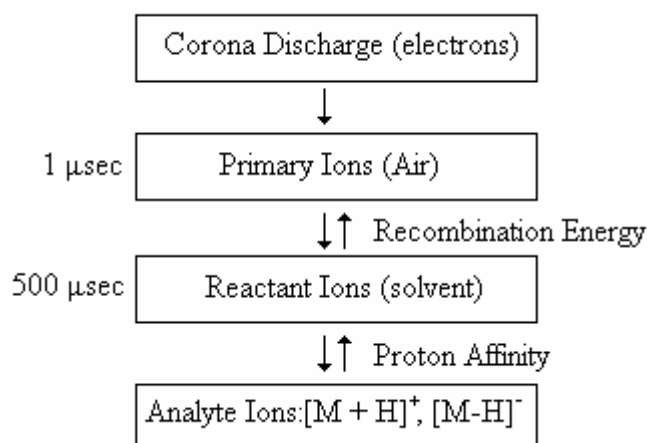 Corona Discharge (electrons)
1 μsec
Primary Ions (Air)
Recombination Energy
500 μsec
Reactant Ions (solvent)
Proton Affinity
Analyte Ions:[M + H]⁺, [M-H]⁻